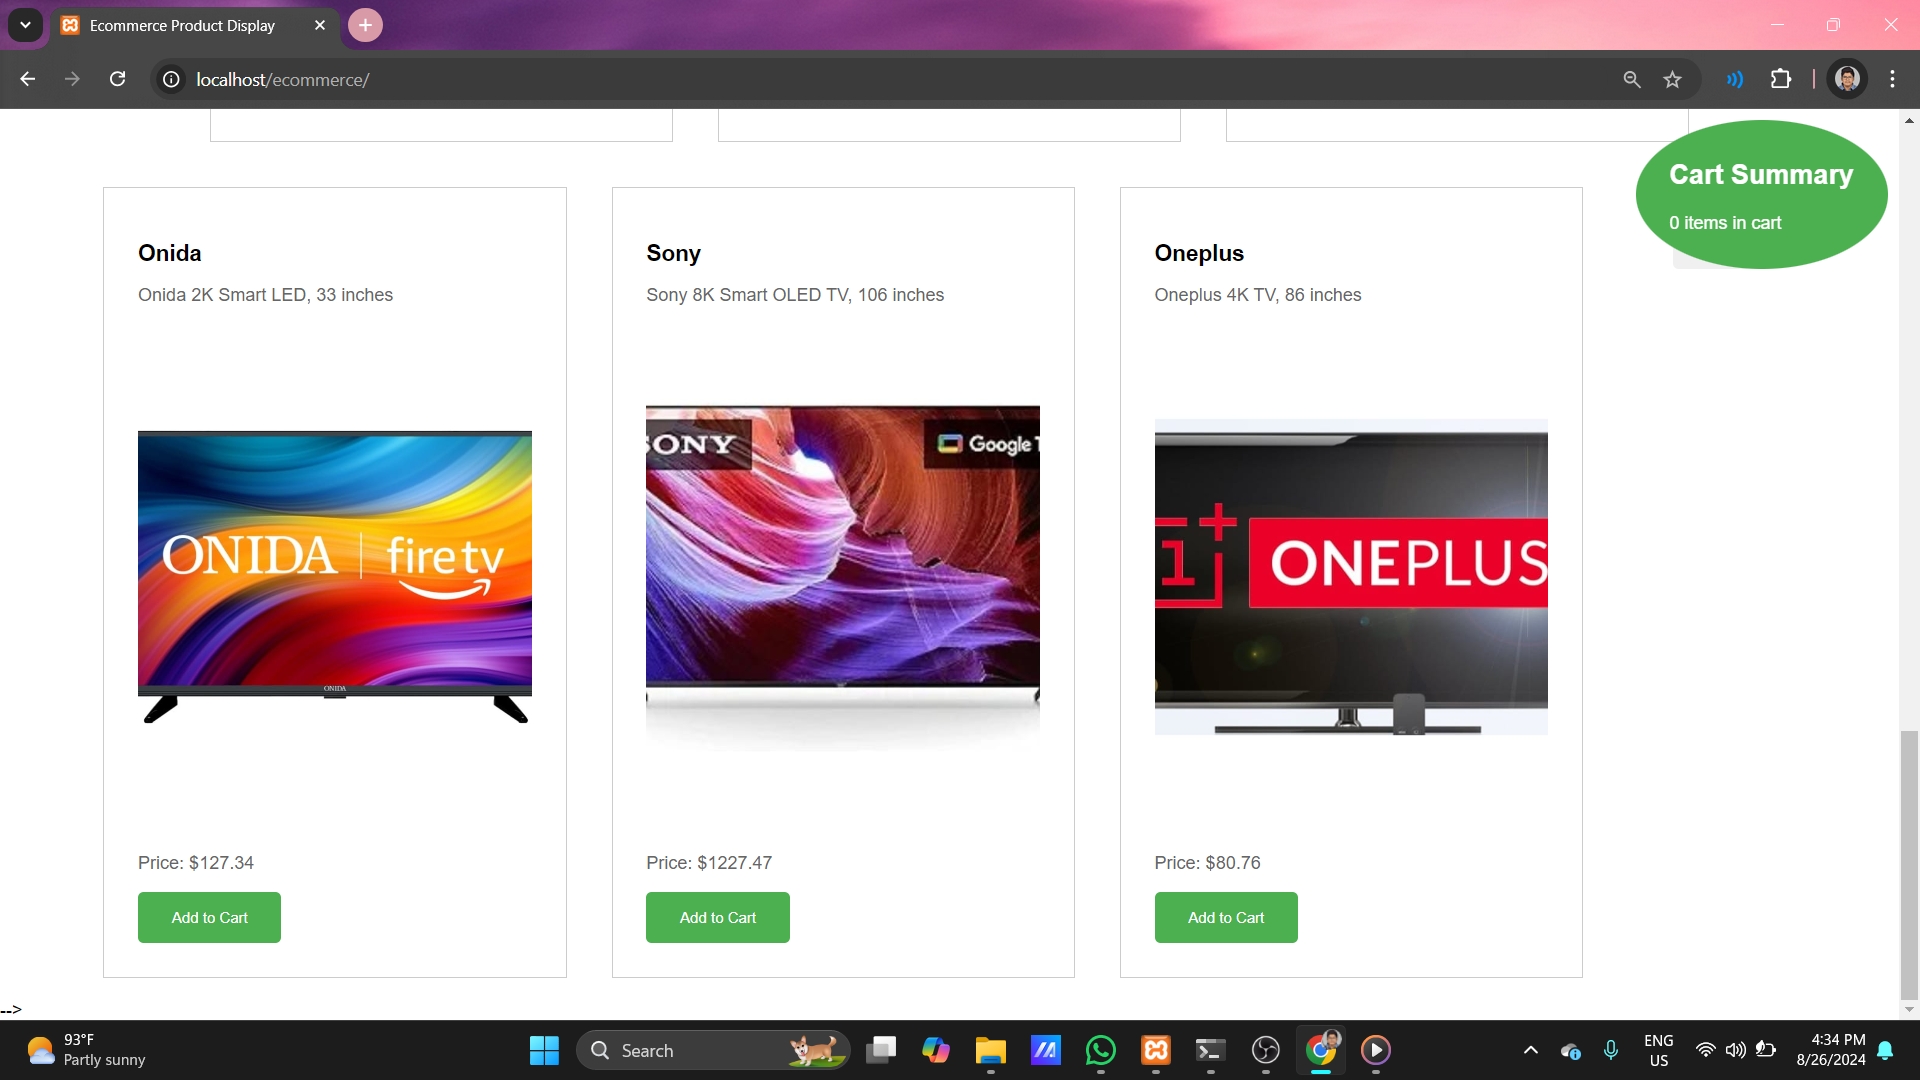 Ecommerce Product Display
localhost/ecommerce/
Cart Summary
0 items in cart
Onida
Onida 2K Smart LED, 33 inches
ONIDA | fire tv
ONIDA
Price: $127.34
Add to Cart
Sony
Sony 8K Smart OLED TV, 106 inches
SONY
Google T
Price: $1227.47
Add to Cart
Oneplus
Oneplus 4K TV, 86 inches
1+ ONEPLUS
Price: $80.76
Add to Cart
-->
93°F
Partly sunny
Search
ENG
US
4:34 PM
8/26/2024